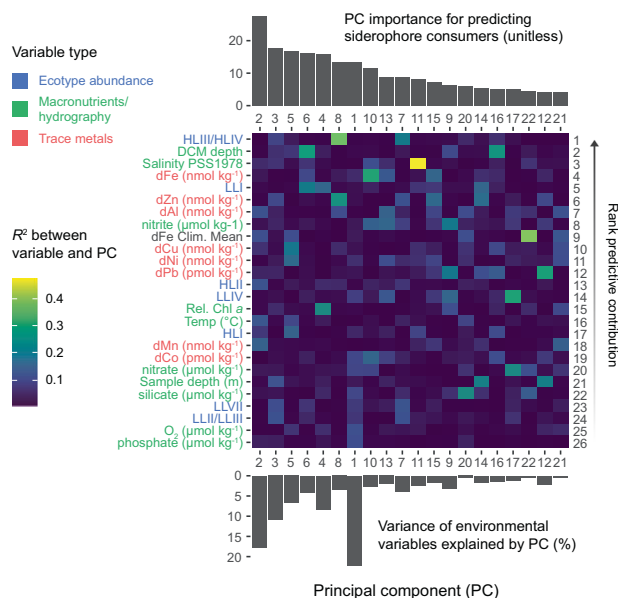 PC importance for predicting
siderophore consumers (unitless)
20
10
0
Variable type
Ecotype abundance
Macronutrients/
hydrography
Trace metals
2 3 5 6 4 8 1 10 13 7 11 15 9 20 14 16 17 22 12 21
HLIII/HLIV 1
DCM depth 2
Salinity PSS1978 3
dFe (nmol kg⁻¹) 4
LLI 5
dZn (nmol kg⁻¹) 6
dAl (nmol kg⁻¹) 7
nitrite (μmol kg-1) 8
dFe Clim. Mean 9
dCu (nmol kg⁻¹) 10
dNi (nmol kg⁻¹) 11
dPb (pmol kg⁻¹) 12
HLII 13
LLIV 14
Rel. Chl a 15
Temp (°C) 16
HLI 17
dMn (nmol kg⁻¹) 18
dCo (nmol kg⁻¹) 19
nitrate (μmol kg⁻¹) 20
Sample depth (m) 21
silicate (μmol kg⁻¹) 22
LLVII 23
LLII/LLIII 24
O₂ (μmol kg⁻¹) 25
phosphate (μmol kg⁻¹) 26
Rank predictive contribution
R² between
variable and PC
0.4
0.3
0.2
0.1
2 3 5 6 4 8 1 10 13 7 11 15 9 20 14 16 17 22 12 21
0
5
10
15
20
Variance of environmental
variables explained by PC (%)
Principal component (PC)